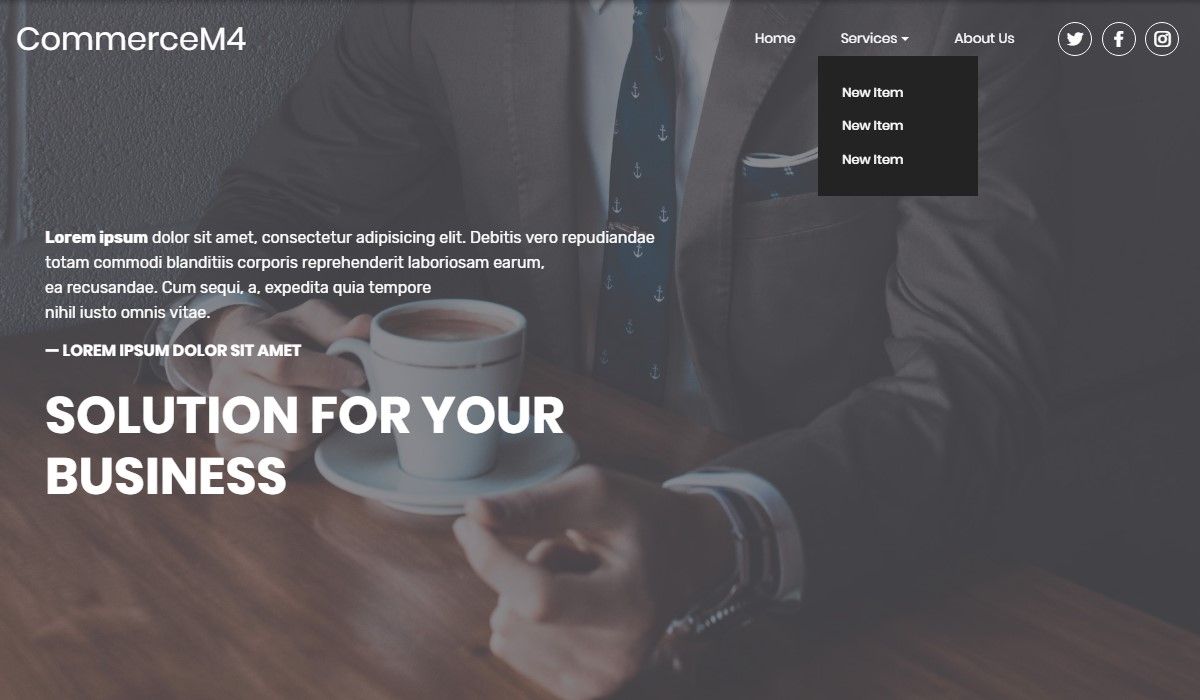 CommerceM4
Home
Services
About Us
New Item
New Item
New Item
Lorem ipsum dolor sit amet, consectetur adipisicing elit. Debitis vero repudiandae
totam commodi blanditiis corporis reprehenderit laboriosam earum,
ea recusandae. Cum sequi, a, expedita quia tempore
nihil iusto omnis vitae.
— LOREM IPSUM DOLOR SIT AMET
SOLUTION FOR YOUR
BUSINESS